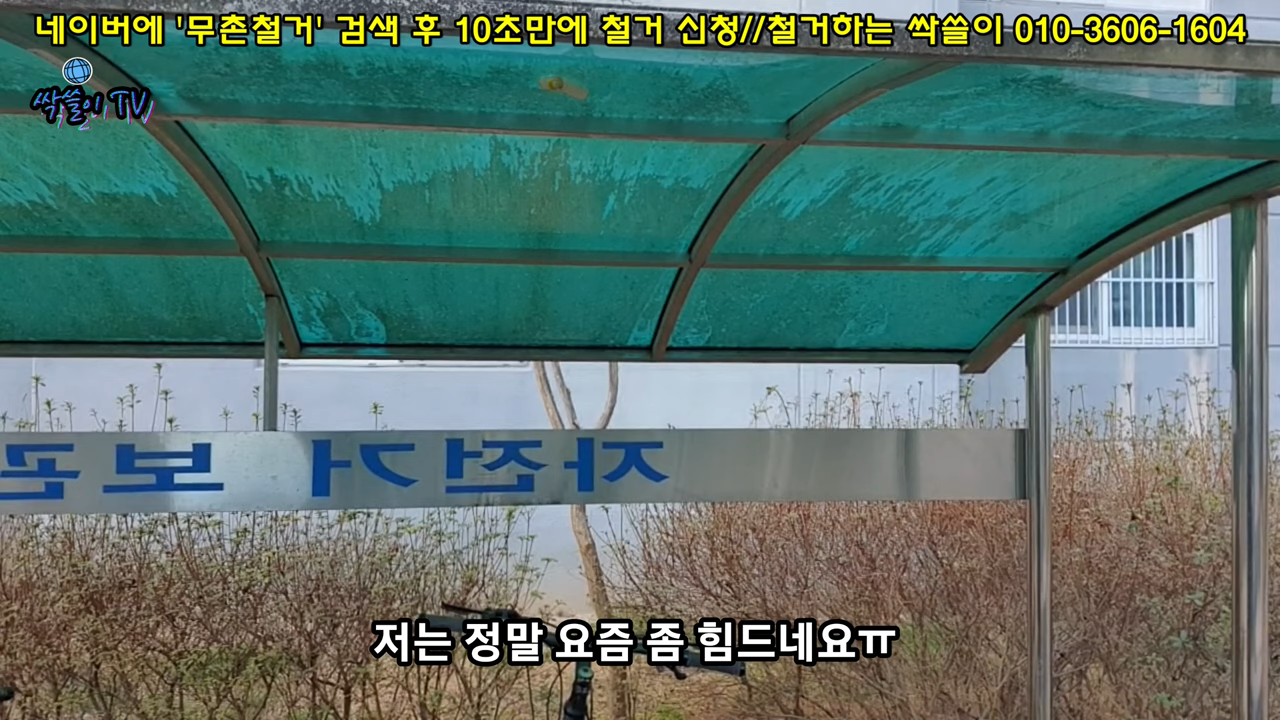 네이버에 '무촌철거' 검색 후 10초만에 철거 신청//철거하는 싹쓸이 010-3606-1604
싹쓸이 TV
자전거 보관
저는 정말 요즘 좀 힘드네요ㅠ